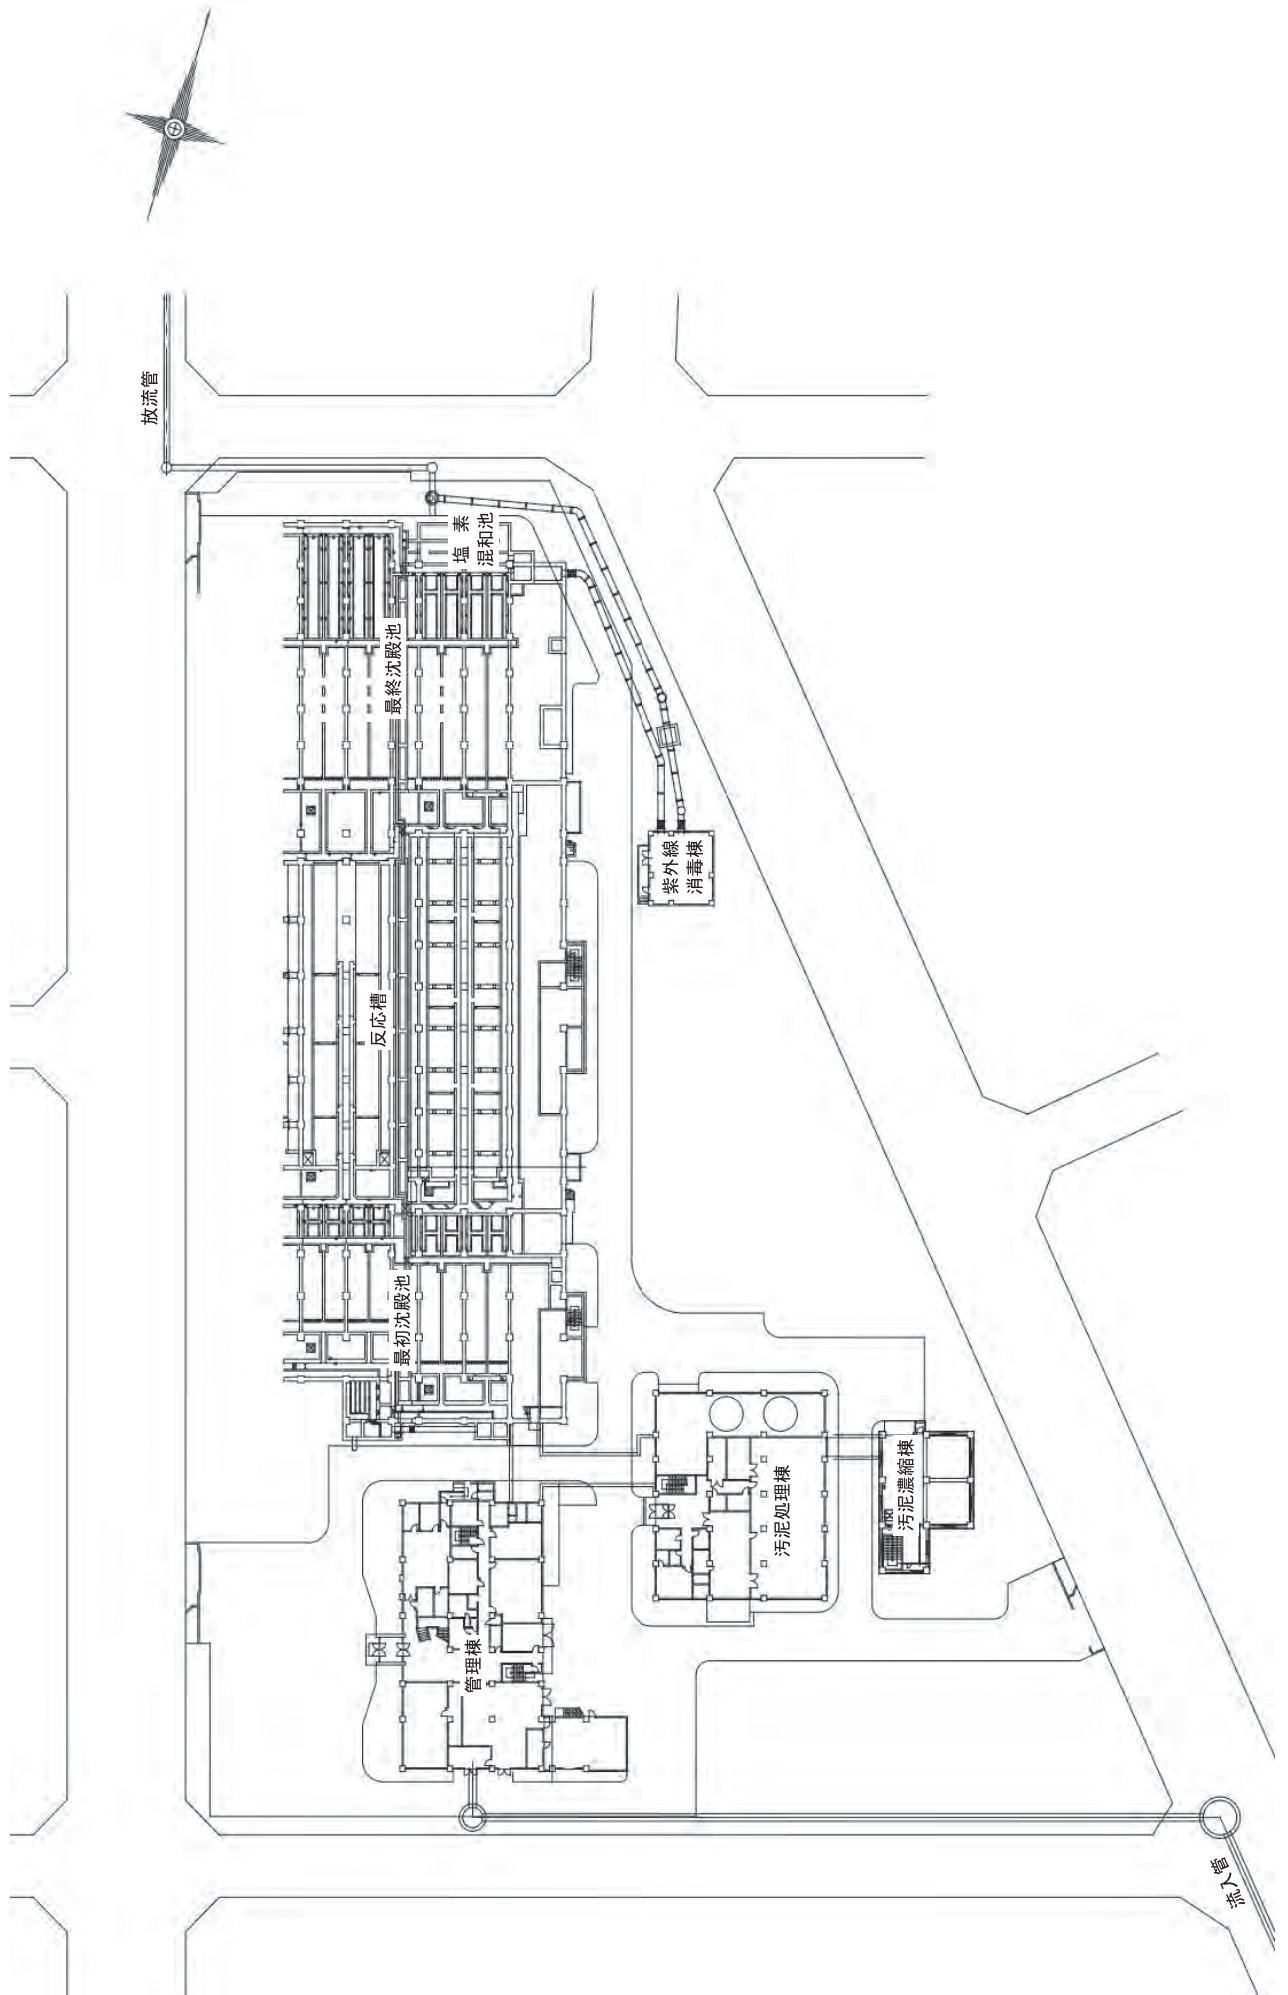 放流管
塩素
混和池
最終沈殿池
紫外線
消毒棟
反応槽
最初沈殿池
汚泥処理棟
汚泥濃縮棟
管理棟
流入管